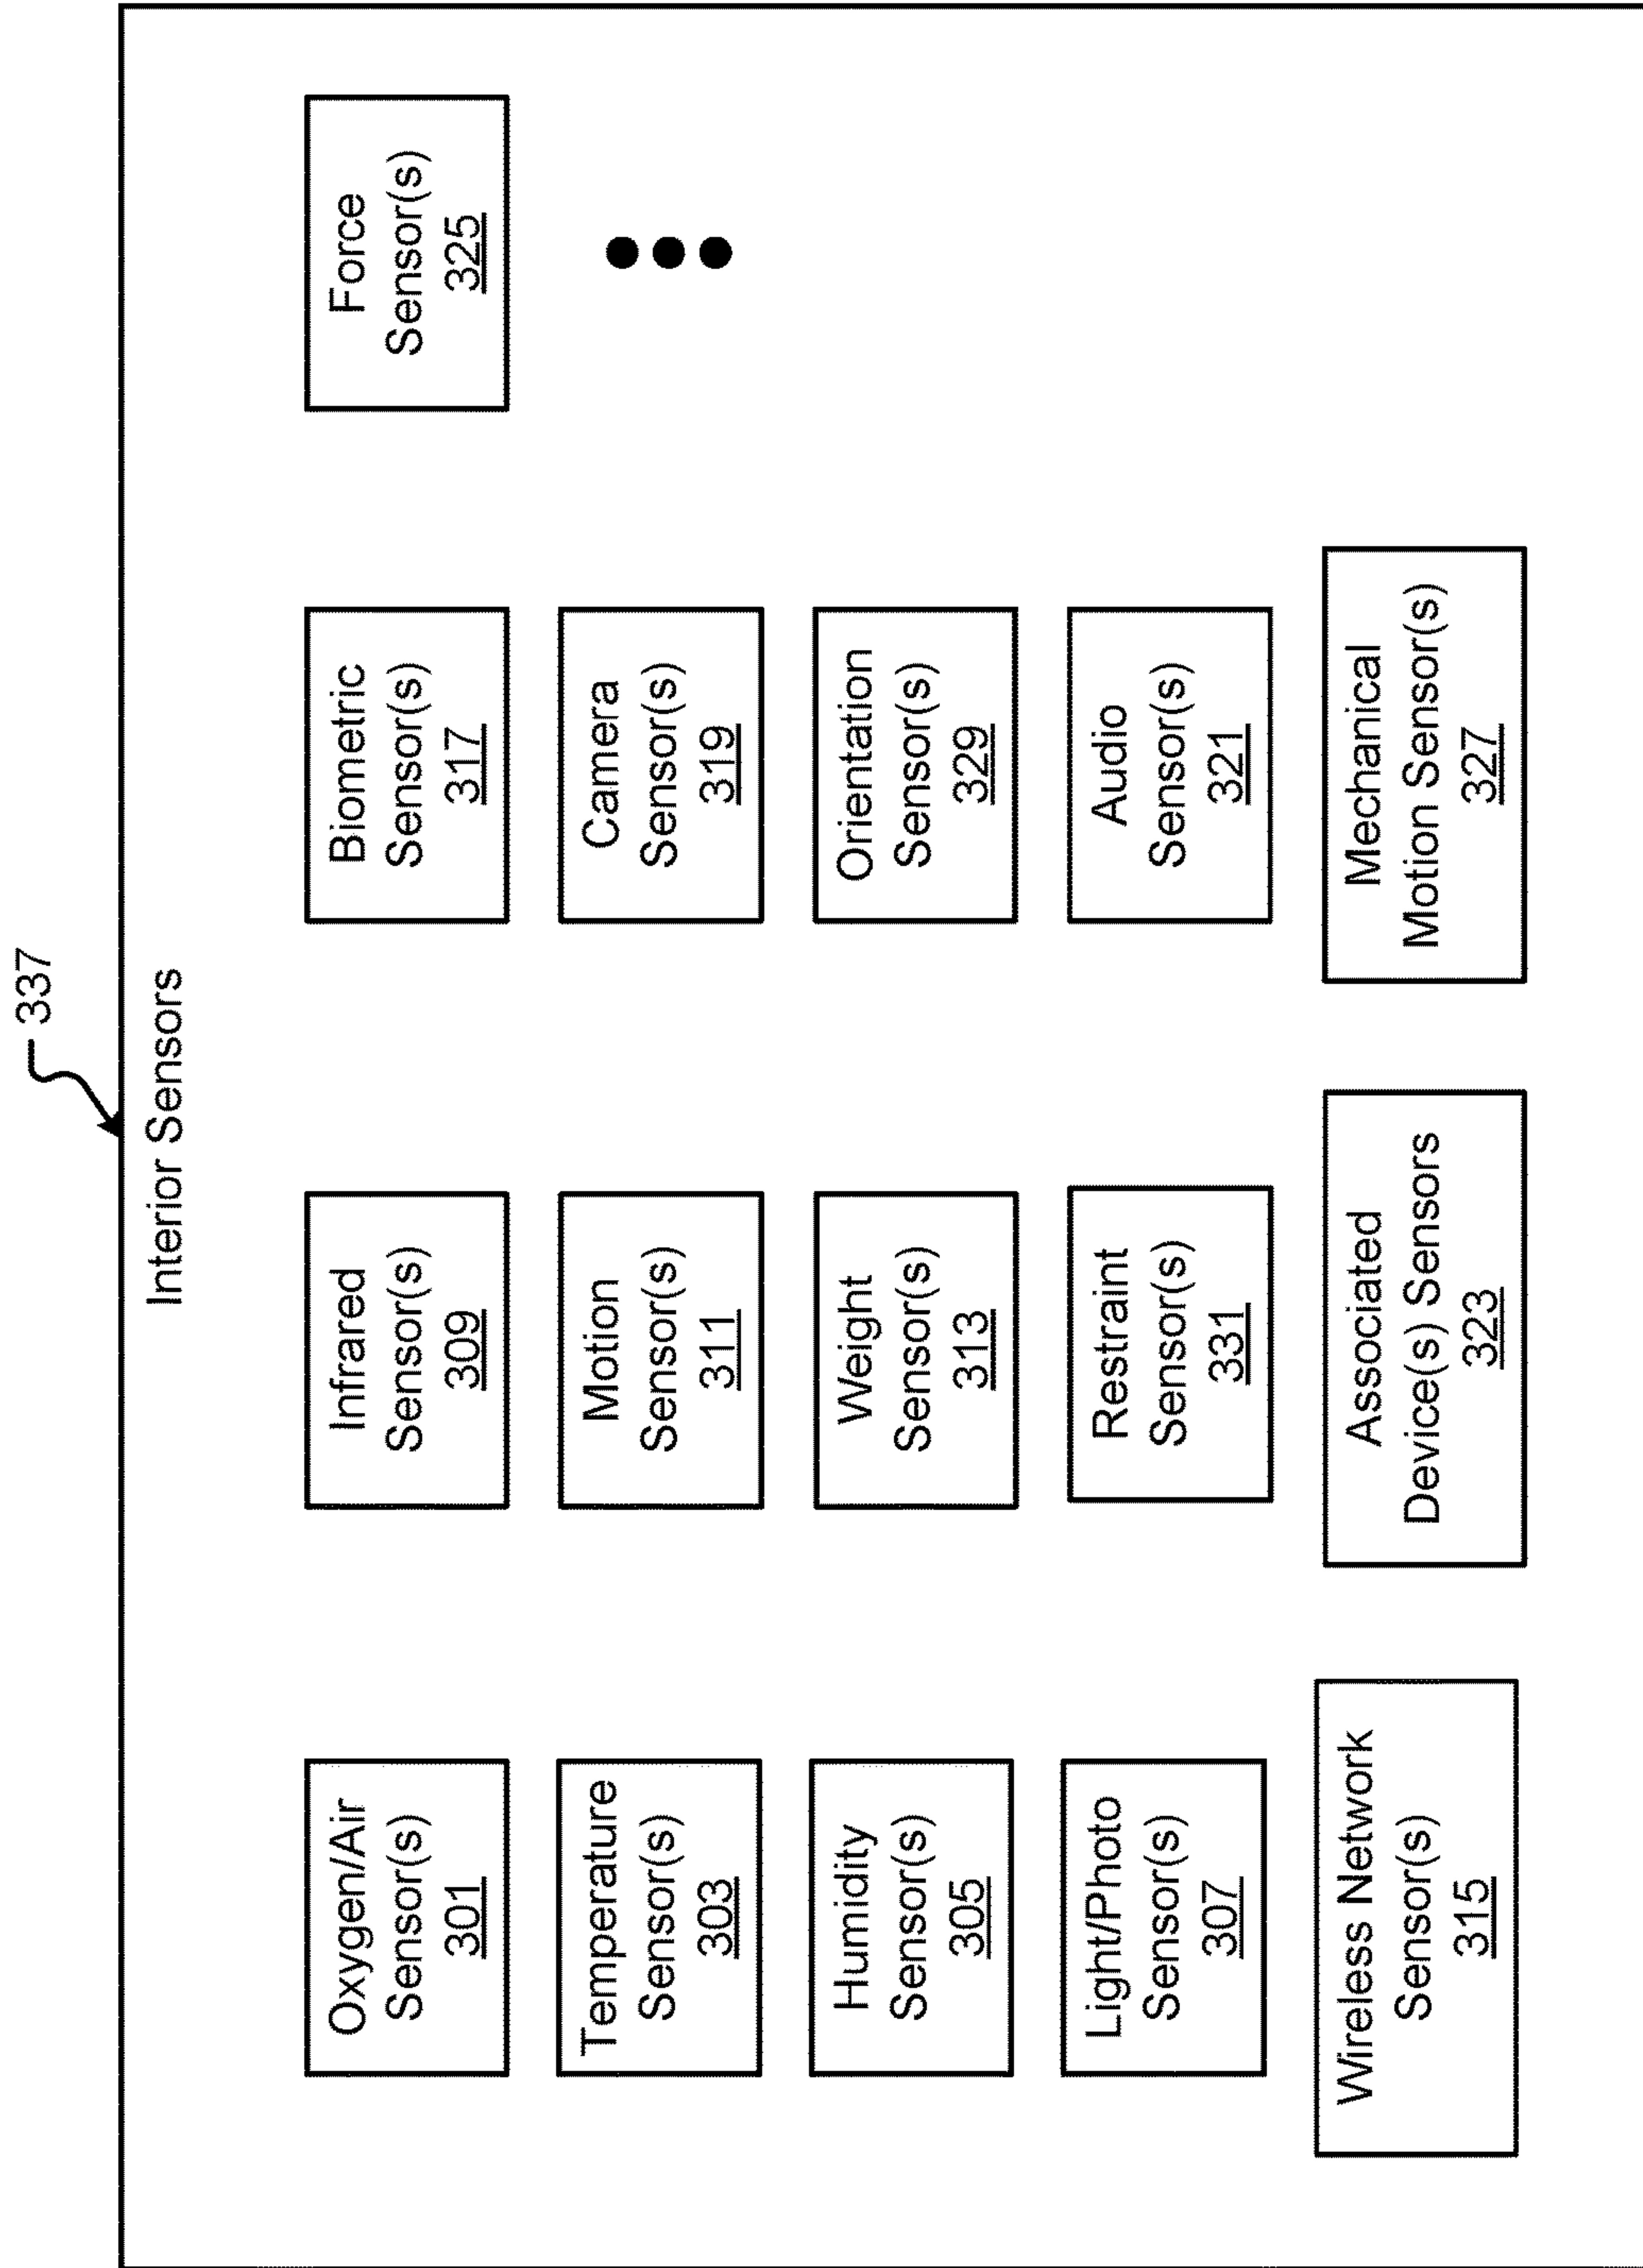 337
Interior Sensors
Oxygen/Air
Sensor(s)
301
Temperature
Sensor(s)
303
Humidity
Sensor(s)
305
Light/Photo
Sensor(s)
307
Wireless Network
Sensor(s)
315
Infrared
Sensor(s)
309
Motion
Sensor(s)
311
Weight
Sensor(s)
313
Restraint
Sensor(s)
331
Associated
Device(s) Sensors
323
Biometric
Sensor(s)
317
Camera
Sensor(s)
319
Orientation
Sensor(s)
329
Audio
Sensor(s)
321
Mechanical
Motion Sensor(s)
327
Force
Sensor(s)
325